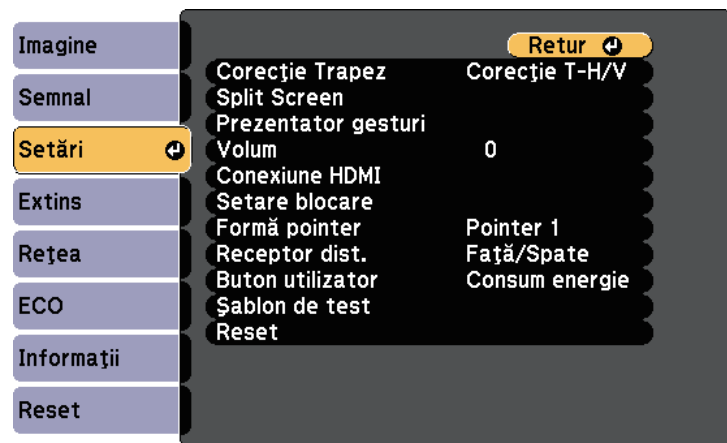 Imagine
Semnal
Setări
Extins
Reţea
ECO
Informaţii
Reset
Retur
Corecţie Trapez Corecţie T-H/V
Split Screen
Prezentator gesturi
Volum 0
Conexiune HDMI
Setare blocare
Formă pointer Pointer 1
Receptor dist. Faţă/Spate
Buton utilizator Consum energie
Şablon de test
Reset